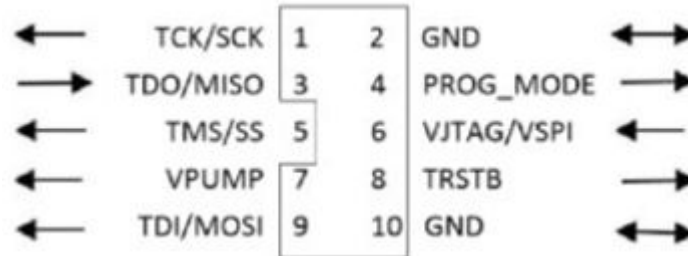 TCK/SCK 1 2 GND
TDO/MISO 3 4 PROG_MODE
TMS/SS 5 6 VJTAG/VSPI
VPUMP 7 8 TRSTB
TDI/MOSI 9 10 GND